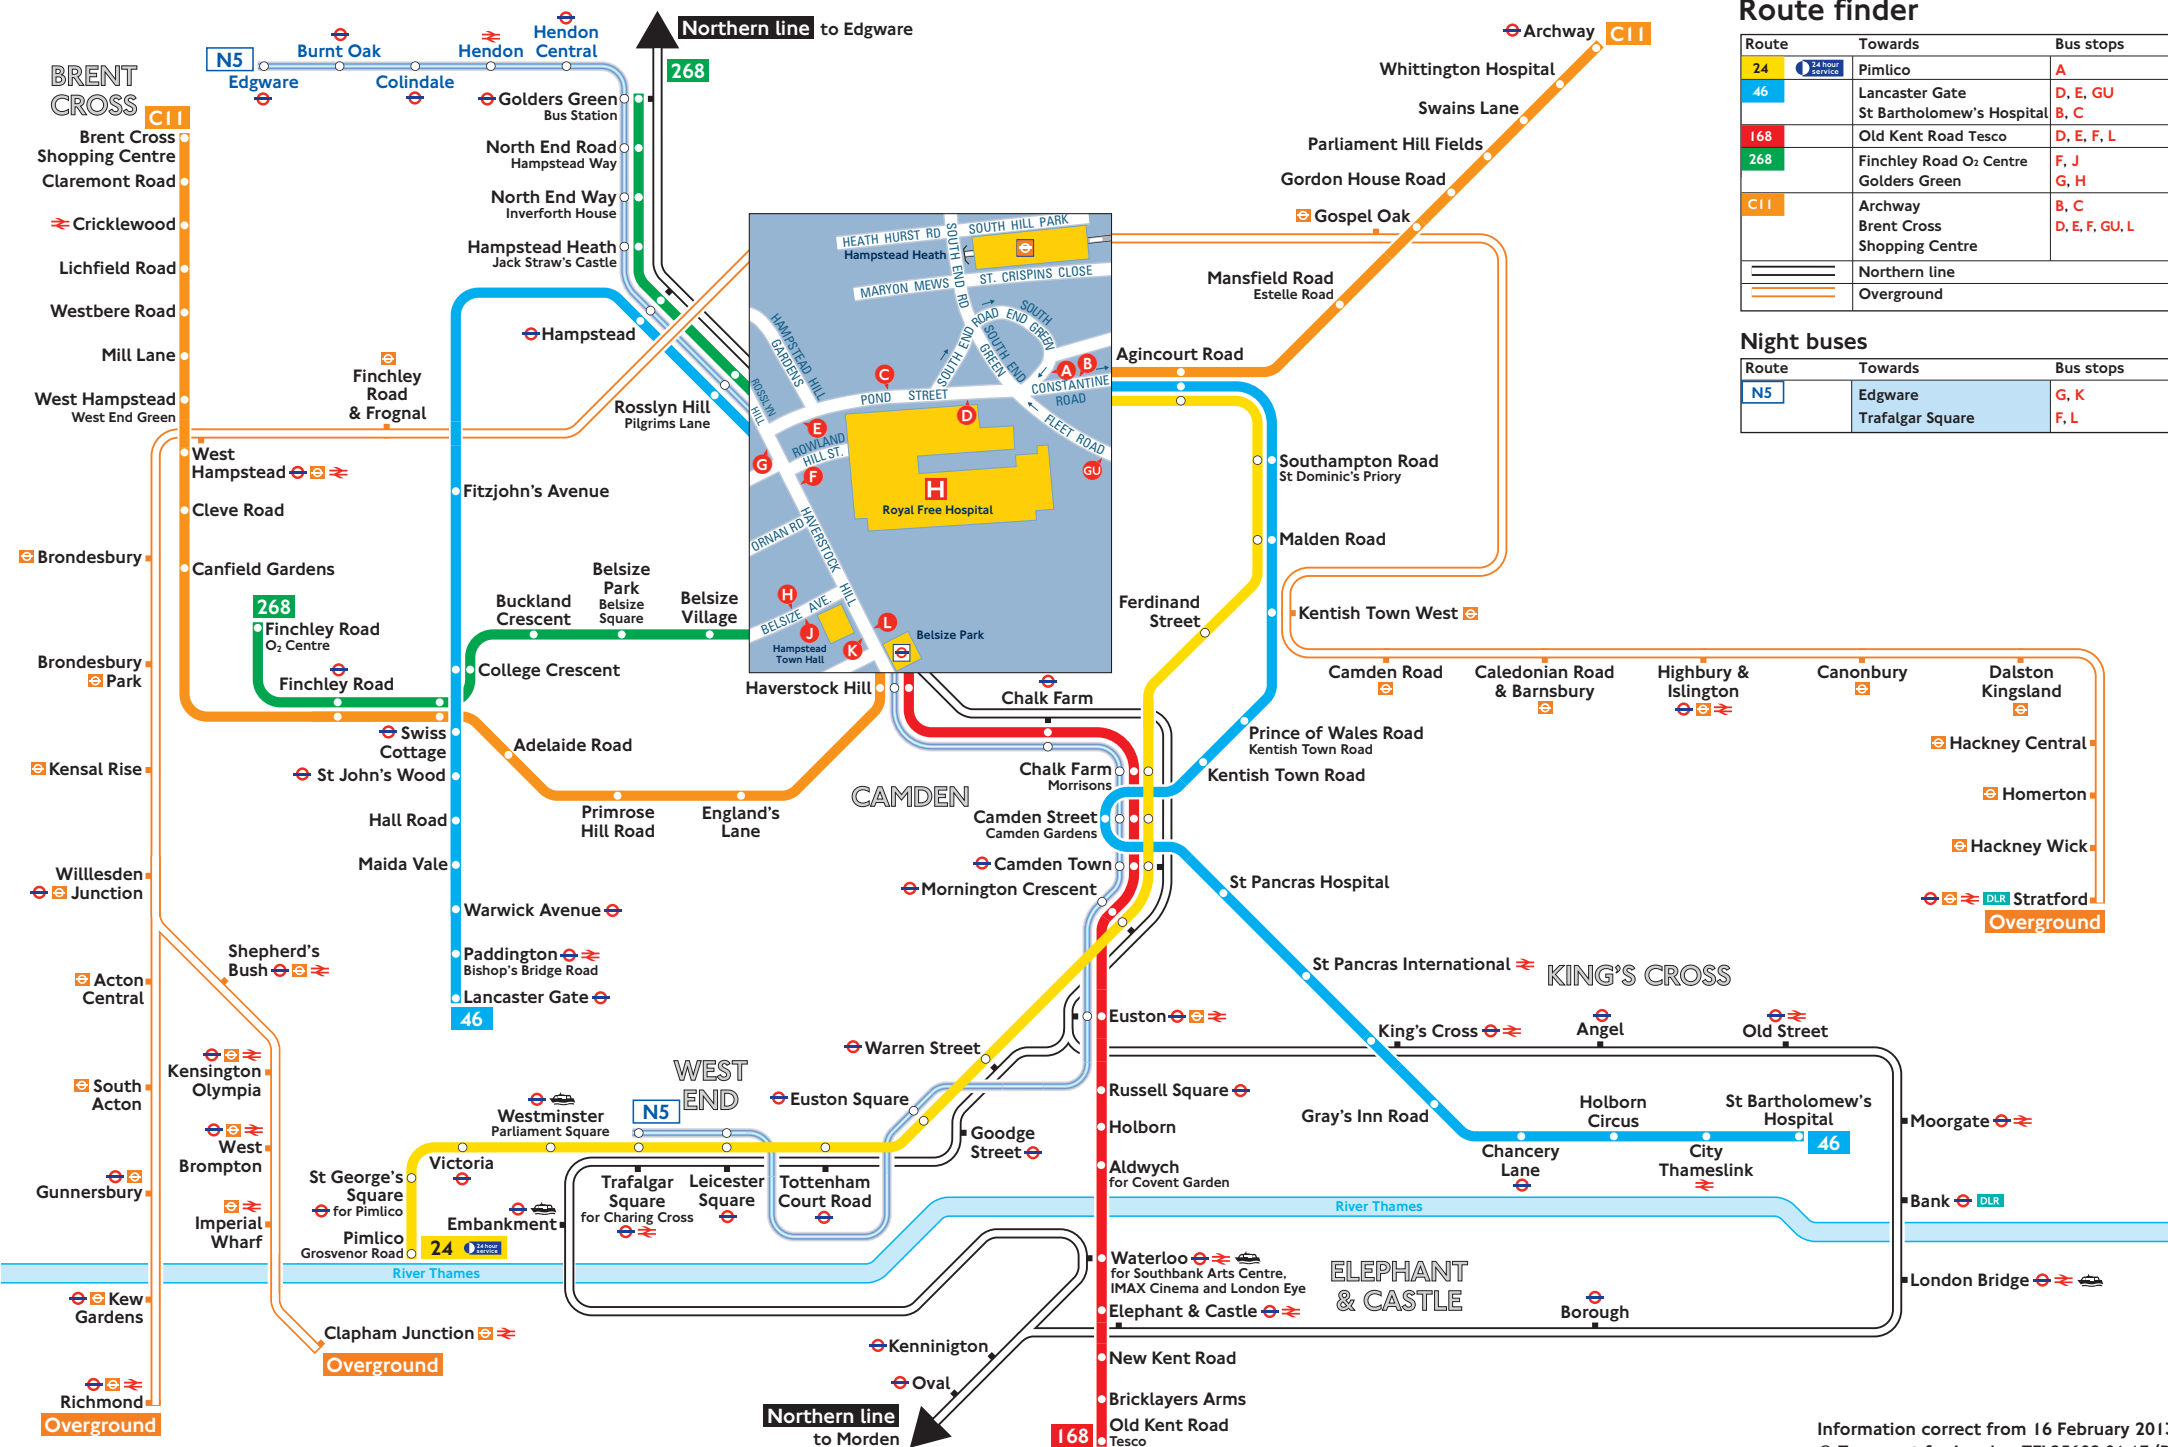 Route finder
Route Towards Bus stops
24 24 hour service Pimlico A
46 Lancaster Gate D, E, GU
St Bartholomew's Hospital B, C
168 Old Kent Road Tesco D, E, F, L
268 Finchley Road O2 Centre F, J
Golders Green G, H
C11 Archway B, C
Brent Cross D, E, F, GU, L
Shopping Centre
Northern line
Overground
Night buses
Route Towards Bus stops
N5 Edgware G, K
Trafalgar Square F, L
Northern line to Edgware
268
N5
Edgware
Burnt Oak
Colindale
Hendon
Hendon
Central
Golders Green
Bus Station
North End Road
Hampstead Way
North End Way
Inverforth House
Hampstead Heath
Jack Straw's Castle
Hampstead
Rosslyn Hill
Pilgrims Lane
BRENT
CROSS
C11
Brent Cross
Shopping Centre
Claremont Road
Cricklewood
Lichfield Road
Westbere Road
Mill Lane
West Hampstead
West End Green
West
Hampstead
Cleve Road
Canfield Gardens
Finchley
Road
& Frognal
Fitzjohn's Avenue
268
Finchley Road
O2 Centre
Finchley Road
Buckland
Crescent
Belsize
Park
Belsize
Square
Belsize
Village
College Crescent
Swiss
Cottage
St John's Wood
Hall Road
Maida Vale
Warwick Avenue
Paddington
Bishop's Bridge Road
Lancaster Gate
46
Adelaide Road
Primrose
Hill Road
England's
Lane
Haverstock Hill
Brondesbury
Brondesbury
Park
Kensal Rise
Willesden
Junction
Acton
Central
South
Acton
Gunnersbury
Kew
Gardens
Richmond
Overground
Shepherd's
Bush
Kensington
Olympia
West
Brompton
Imperial
Wharf
Clapham Junction
Overground
HEATH HURST RD
SOUTH HILL PARK
Hampstead Heath
SOUTH END RD
MARYON MEWS
ST. CRISPINS CLOSE
HAMPSTEAD HILL
GARDENS
SOUTH END ROAD
SOUTH
END GREEN
SOUTH END
GREEN
C
A
B
CONSTANTINE
ROAD
POND STREET
D
ROSSLYN
HILL
E
ROWLAND
HILL ST.
G
F
FLEET ROAD
GU
H
Royal Free Hospital
ORNAN RD
HAVERSTOCK HILL
H
BELSIZE AVE.
J
L
K
Hampstead
Town Hall
Belsize Park
Archway
C11
Whittington Hospital
Swains Lane
Parliament Hill Fields
Gordon House Road
Gospel Oak
Mansfield Road
Estelle Road
Agincourt Road
Southampton Road
St Dominic's Priory
Malden Road
Ferdinand
Street
Kentish Town West
Camden Road
Caledonian Road
& Barnsbury
Highbury &
Islington
Canonbury
Dalston
Kingsland
Hackney Central
Homerton
Hackney Wick
DLR Stratford
Overground
Prince of Wales Road
Kentish Town Road
Kentish Town Road
Chalk Farm
Chalk Farm
Morrisons
CAMDEN
Camden Street
Camden Gardens
Camden Town
Mornington Crescent
St Pancras Hospital
St Pancras International
KING'S CROSS
King's Cross
Angel
Old Street
Euston
Warren Street
Euston Square
Russell Square
Holborn
Aldwych
for Covent Garden
Gray's Inn Road
Chancery
Lane
Holborn
Circus
City
Thameslink
St Bartholomew's
Hospital
46
Moorgate
Bank DLR
London Bridge
WEST
END
N5
Westminster
Parliament Square
Victoria
St George's
Square
for Pimlico
Pimlico
Grosvenor Road
24 24 hour service
Embankment
Trafalgar
Square
for Charing Cross
Leicester
Square
Tottenham
Court Road
Goodge
Street
River Thames
River Thames
Waterloo
for Southbank Arts Centre,
IMAX Cinema and London Eye
ELEPHANT
& CASTLE
Elephant & Castle
Borough
Kennington
Oval
New Kent Road
Bricklayers Arms
Old Kent Road
Tesco
168
Northern line
to Morden
Information correct from 16 February 2013